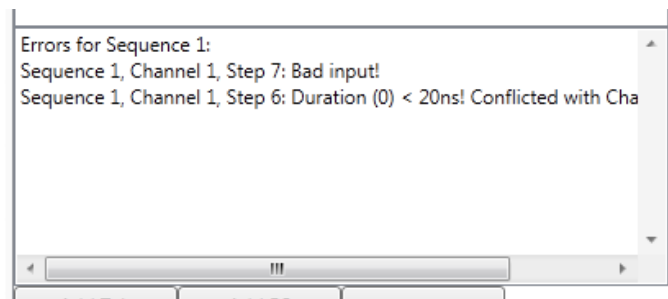 Errors for Sequence 1:
Sequence 1, Channel 1, Step 7: Bad input!
Sequence 1, Channel 1, Step 6: Duration (0) < 20ns! Conflicted with Cha